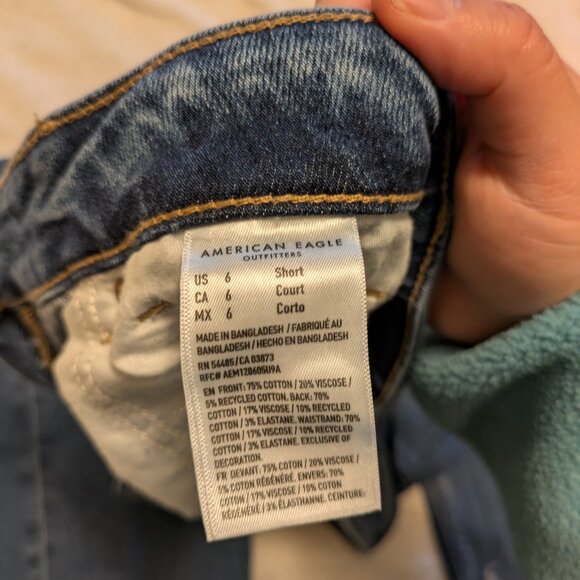 AMERICAN EAGLE
OUTFITTERS
US 6 Short
CA 6 Court
MX 6 Corto
MADE IN BANGLADESH / FABRIQUÉ AU
BANGLADESH / HECHO EN BANGLADESH
RN 54485/CA 03873
RFC# AEM120605U9A
EN FRONT: 75% COTTON / 20% VISCOSE /
5% RECYCLED COTTON. BACK: 70%
COTTON / 17% VISCOSE / 10% RECYCLED
COTTON / 3% ELASTANE. WAISTBAND: 70%
COTTON / 17% VISCOSE / 10% RECYCLED
COTTON / 3% ELASTANE. EXCLUSIVE OF
DECORATION.
FR DEVANT: 75% COTON / 20% VISCOSE
/ 5% COTON RÉGÉNÉRÉ. ENVERS: 70%
COTON / 17% VISCOSE / 10% COTON
RÉGÉNÉRÉ / 3% ÉLASTHANNE. CEINTURE: